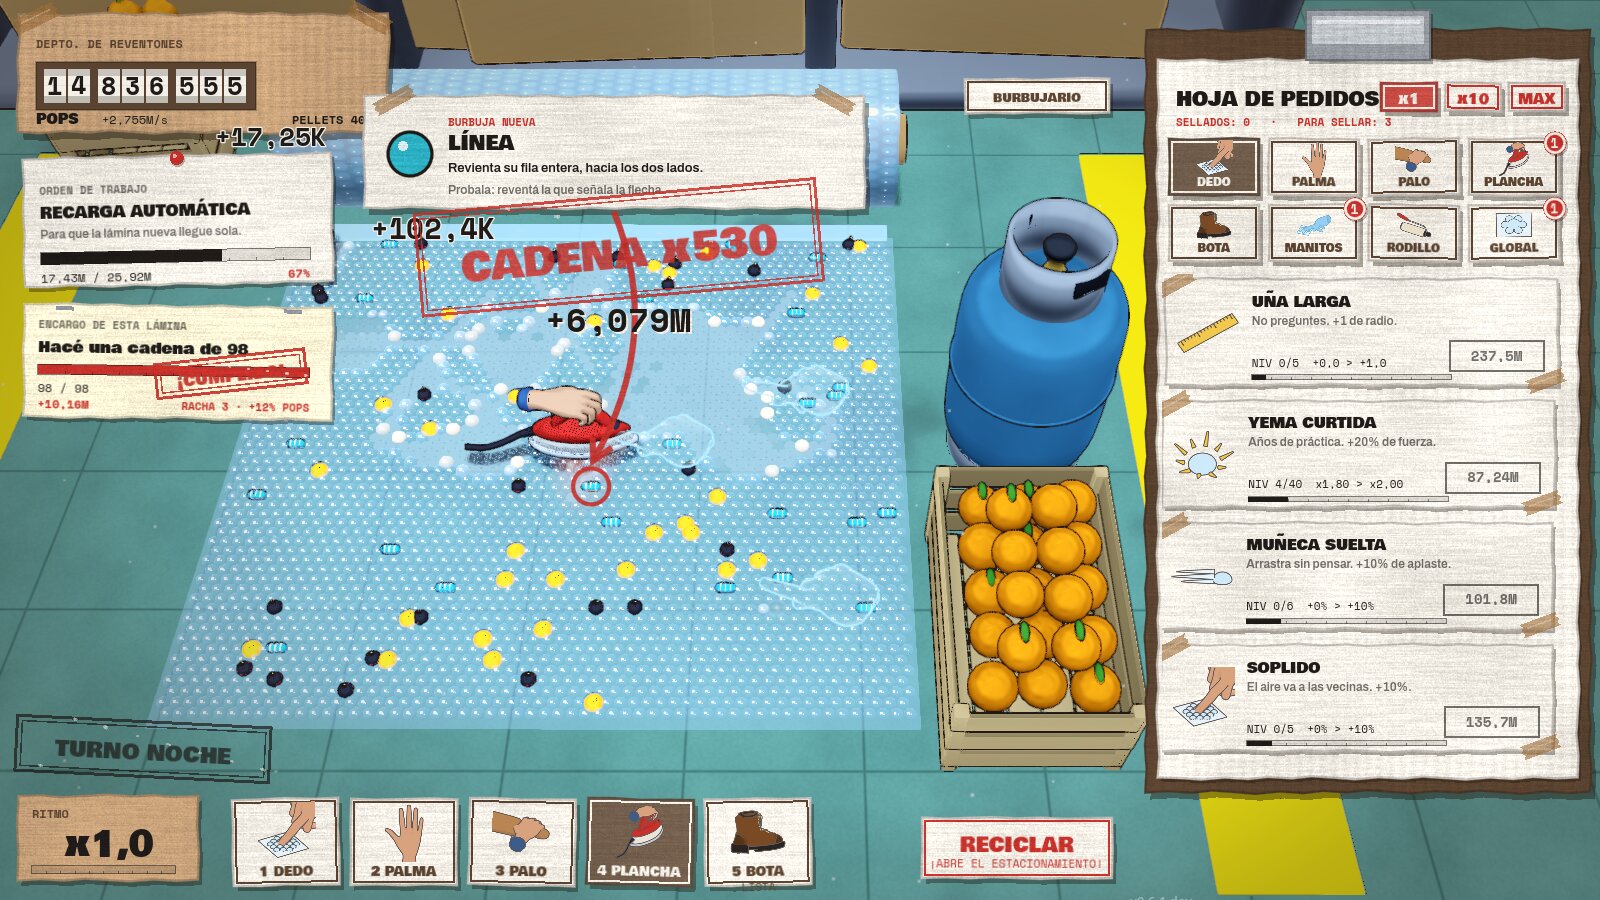 DEPTO. DE REVENTONES
14 836 555
POPS +2,755M/s PELLETS 40
+17,25K
ORDEN DE TRABAJO
RECARGA AUTOMÁTICA
Para que la lámina nueva llegue sola.
17,43M / 25,92M 67%
ENCARGO DE ESTA LÁMINA
Hacé una cadena de 98
98 / 98
+10,16M RACHA 3 · +12% POPS
BURBUJA NUEVA
LÍNEA
Revienta su fila entera, hacia los dos lados.
Probala: reventá la que señala la flecha.
+102,4K
CADENA x530
+6,079M
BURBUJARIO
HOJA DE PEDIDOS x1 x10 MAX
SELLADOS: 0 · PARA SELLAR: 3
DEDO PALMA PALO PLANCHA 1
BOTA MANITOS 1 RODILLO GLOBAL 1
UÑA LARGA
No preguntes. +1 de radio.
NIV 0/5 +0,0 > +1,0 237,5M
YEMA CURTIDA
Años de práctica. +20% de fuerza.
NIV 4/40 x1,80 > x2,00 87,24M
MUÑECA SUELTA
Arrastra sin pensar. +10% de aplaste.
NIV 0/6 +0% > +10% 101,8M
SOPLIDO
El aire va a las vecinas. +10%.
NIV 0/5 +0% > +10% 135,7M
TURNO NOCHE
RITMO
x1,0
1 DEDO 2 PALMA 3 PALO 4 PLANCHA 5 BOTA
LISTA
RECICLAR
¡ABRE EL ESTACIONAMIENTO!